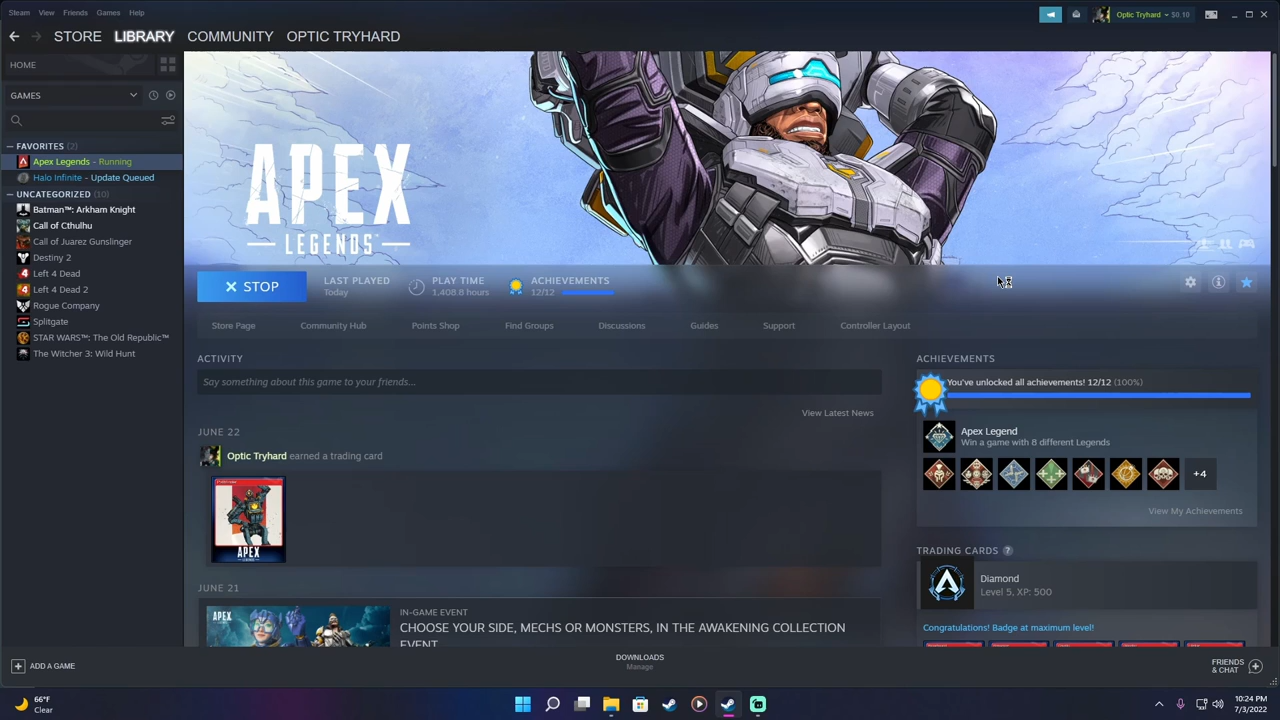 Steam View Friends Games Help
Optic Tryhard $0.10
STORE LIBRARY COMMUNITY OPTIC TRYHARD
HOME
GAMES
FAVORITES (2)
Apex Legends - Running
Halo Infinite - Update Queued
UNCATEGORIZED (10)
Batman™: Arkham Knight
Call of Cthulhu
Call of Juarez Gunslinger
Destiny 2
Left 4 Dead
Left 4 Dead 2
Rogue Company
Splitgate
STAR WARS™: The Old Republic™
The Witcher 3: Wild Hunt
APEX
LEGENDS™
STOP
LAST PLAYED
Today
PLAY TIME
1,408.8 hours
ACHIEVEMENTS
12/12
Store Page Community Hub Points Shop Find Groups Discussions Guides Support Controller Layout
ACTIVITY
Say something about this game to your friends...
View Latest News
JUNE 22
Optic Tryhard earned a trading card
APEX
JUNE 21
APEX
IN-GAME EVENT
CHOOSE YOUR SIDE, MECHS OR MONSTERS, IN THE AWAKENING COLLECTION
EVENT
ACHIEVEMENTS
You've unlocked all achievements! 12/12 (100%)
Apex Legend
Win a game with 8 different Legends
+4
View My Achievements
TRADING CARDS ?
Diamond
Level 5, XP: 500
Congratulations! Badge at maximum level!
ADD A GAME
DOWNLOADS
Manage
FRIENDS
& CHAT
66°F
Clear
10:24 PM
7/3/2022